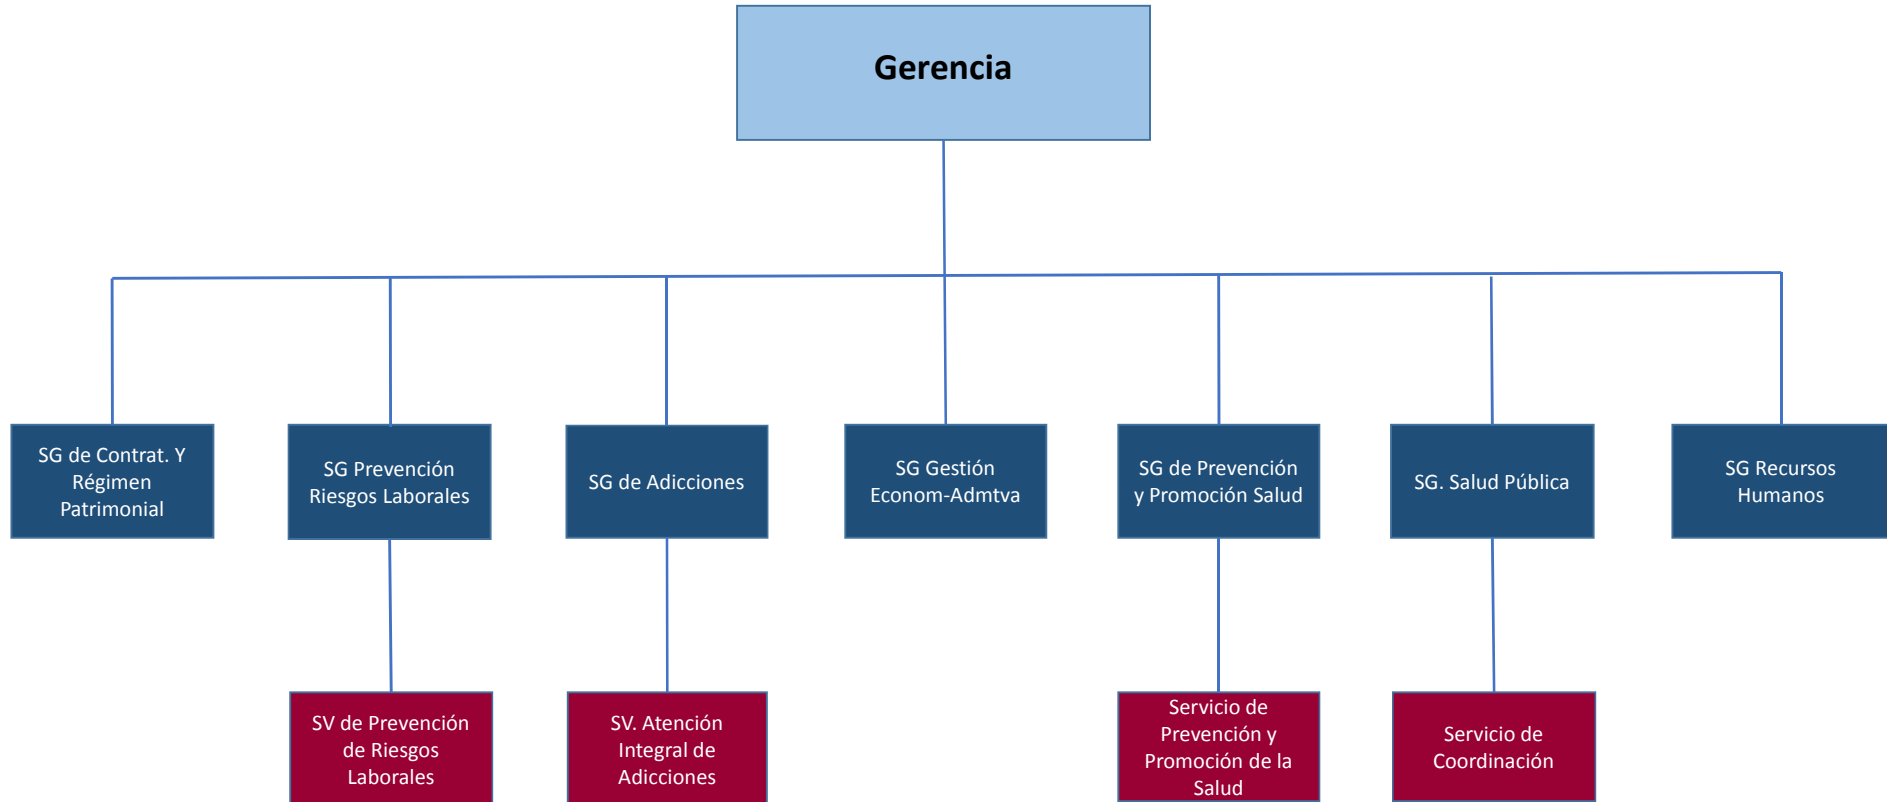 Gerencia
SG de Contrat. Y
Régimen
Patrimonial
SG Prevención
Riesgos Laborales
SG de Adicciones
SG Gestión
Econom-Admtva
SG de Prevención
y Promoción Salud
SG. Salud Pública
SG Recursos
Humanos
SV de Prevención
de Riesgos
Laborales
SV. Atención
Integral de
Adicciones
Servicio de
Prevención y
Promoción de la
Salud
Servicio de
Coordinación